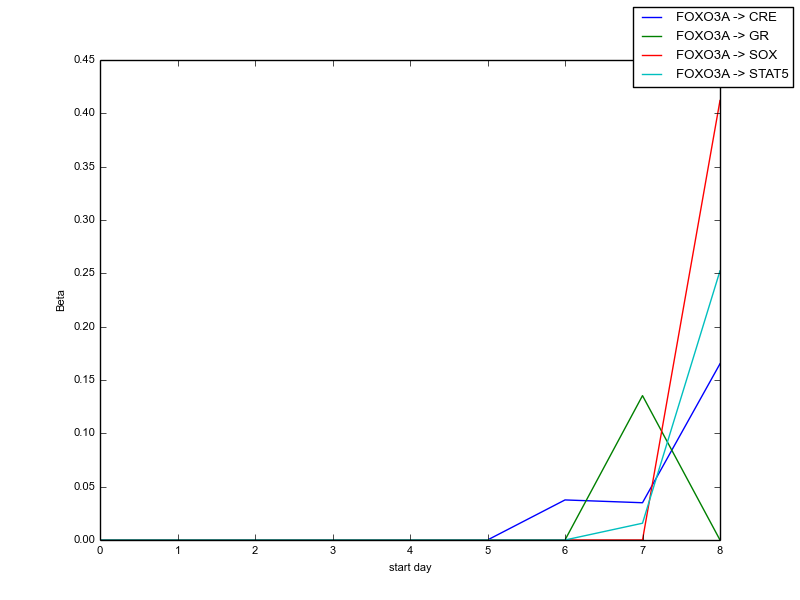 FOXO3A -> CRE
FOXO3A -> GR
FOXO3A -> SOX
FOXO3A -> STAT5
0.45
0.40
0.35
0.30
0.25
0.20
0.15
0.10
0.05
0.00
Beta
0 1 2 3 4 5 6 7 8
start day